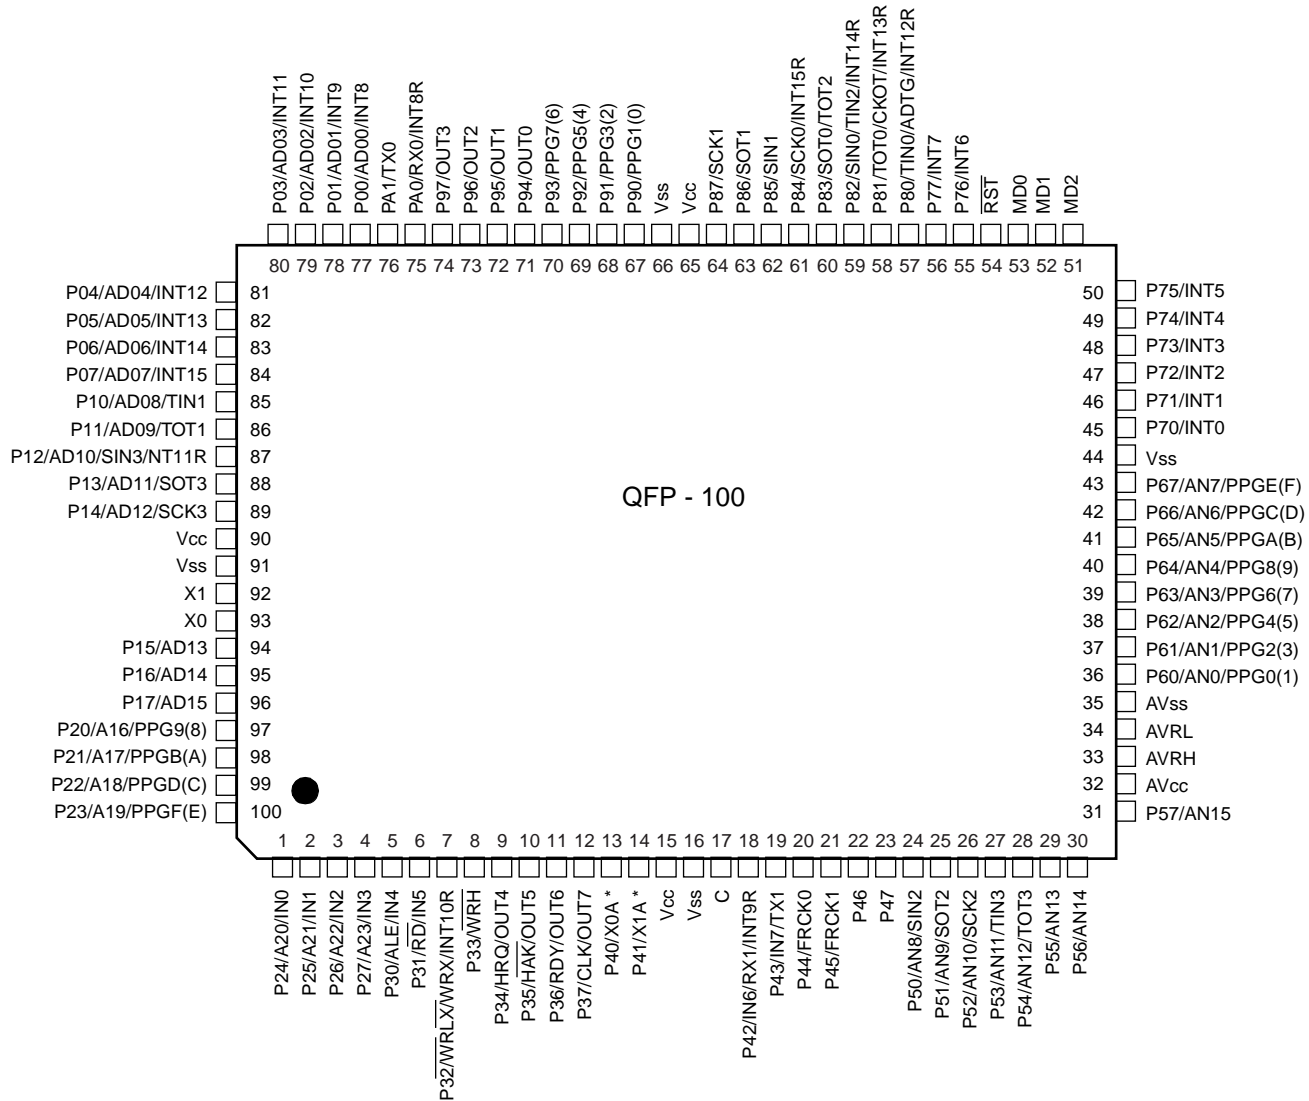 P03/AD03/INT11
P02/AD02/INT10
P01/AD01/INT9
P00/AD00/INT8
PA1/TX0
PA0/RX0/INT8R
P97/OUT3
P96/OUT2
P95/OUT1
P94/OUT0
P93/PPG7(6)
P92/PPG5(4)
P91/PPG3(2)
P90/PPG1(0)
Vss
Vcc
P87/SCK1
P86/SOT1
P85/SIN1
P84/SCK0/INT15R
P83/SOT0/TOT2
P82/SIN0/TIN2/INT14R
P81/TOT0/CKOT/INT13R
P80/TIN0/ADTG/INT12R
P77/INT7
P76/INT6
RST
MD0
MD1
MD2
80 79 78 77 76 75 74 73 72 71 70 69 68 67 66 65 64 63 62 61 60 59 58 57 56 55 54 53 52 51
P04/AD04/INT12 81
P05/AD05/INT13 82
P06/AD06/INT14 83
P07/AD07/INT15 84
P10/AD08/TIN1 85
P11/AD09/TOT1 86
P12/AD10/SIN3/NT11R 87
P13/AD11/SOT3 88
P14/AD12/SCK3 89
Vcc 90
Vss 91
X1 92
X0 93
P15/AD13 94
P16/AD14 95
P17/AD15 96
P20/A16/PPG9(8) 97
P21/A17/PPGB(A) 98
P22/A18/PPGD(C) 99
P23/A19/PPGF(E) 100
QFP - 100
50 P75/INT5
49 P74/INT4
48 P73/INT3
47 P72/INT2
46 P71/INT1
45 P70/INT0
44 Vss
43 P67/AN7/PPGE(F)
42 P66/AN6/PPGC(D)
41 P65/AN5/PPGA(B)
40 P64/AN4/PPG8(9)
39 P63/AN3/PPG6(7)
38 P62/AN2/PPG4(5)
37 P61/AN1/PPG2(3)
36 P60/AN0/PPG0(1)
35 AVss
34 AVRL
33 AVRH
32 AVcc
31 P57/AN15
1 2 3 4 5 6 7 8 9 10 11 12 13 14 15 16 17 18 19 20 21 22 23 24 25 26 27 28 29 30
P24/A20/IN0
P25/A21/IN1
P26/A22/IN2
P27/A23/IN3
P30/ALE/IN4
P31/RD/IN5
P32/WRLX/WRX/INT10R
P33/WRH
P34/HRQ/OUT4
P35/HAK/OUT5
P36/RDY/OUT6
P37/CLK/OUT7
P40/X0A *
P41/X1A *
Vcc
Vss
C
P42/IN6/RX1/INT9R
P43/IN7/TX1
P44/FRCK0
P45/FRCK1
P46
P47
P50/AN8/SIN2
P51/AN9/SOT2
P52/AN10/SCK2
P53/AN11/TIN3
P54/AN12/TOT3
P55/AN13
P56/AN14